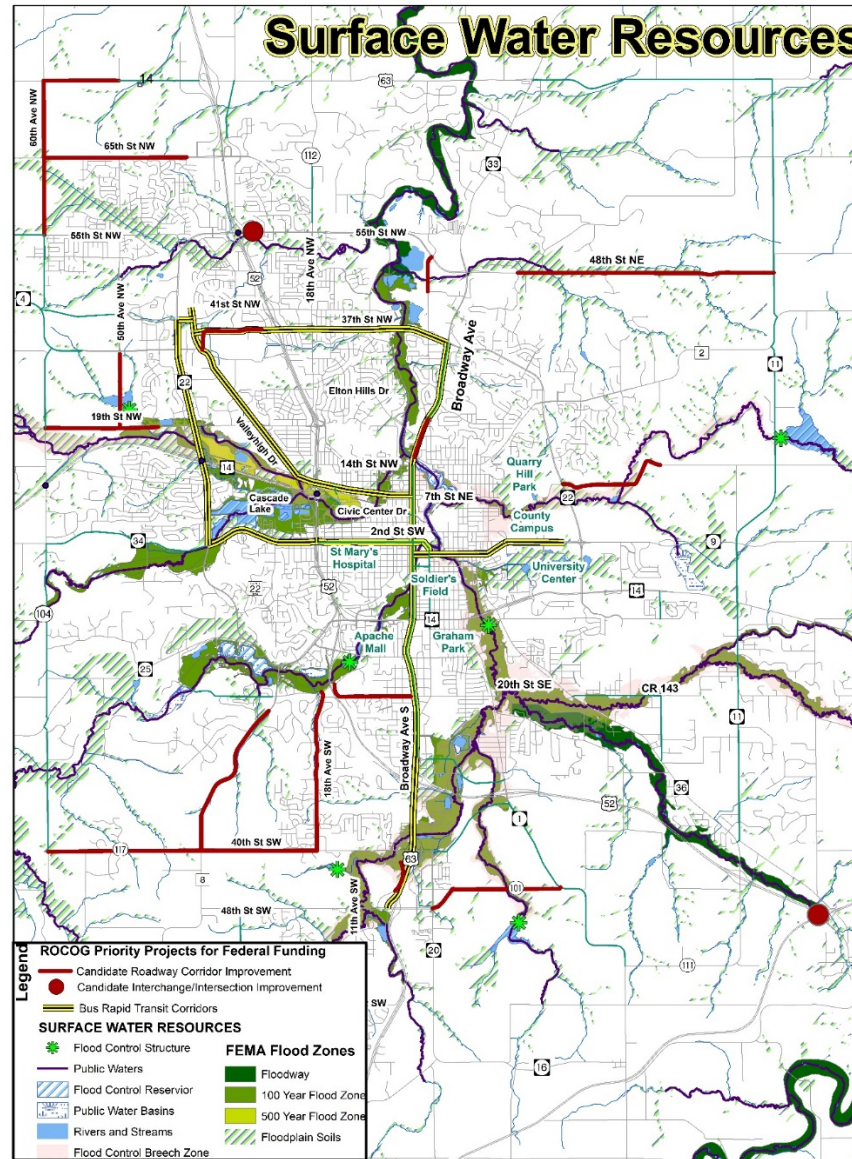 Surface Water Resources
14
63
60th Ave NW
65th St NW
112
33
55th St NW
18th Ave NW
55th St NW
48th St NE
52
4
50th Ave NW
41st St NW
37th St NW
Broadway Ave
2
11
22
Elton Hills Dr
19th St NW
Valleyhigh Dr
14th St NW
Quarry
Hill
Park
14
7th St NE
22
Cascade
Lake
Civic Center Dr
County
Campus
2nd St SW
9
34
St Mary's
Hospital
University
Center
22
52
Soldier's
Field
14
104
14
Apache
Mall
Graham
Park
25
20th St SE
CR 143
11
Broadway Ave S
18th Ave SW
36
52
1
40th St SW
117
63
8
101
48th St SW
11th Ave SW
20
111
SW
16
Legend
ROCOG Priority Projects for Federal Funding
Candidate Roadway Corridor Improvement
Candidate Interchange/Intersection Improvement
Bus Rapid Transit Corridors
SURFACE WATER RESOURCES
Flood Control Structure
Public Waters
Flood Control Reservior
Public Water Basins
Rivers and Streams
Flood Control Breech Zone
FEMA Flood Zones
Floodway
100 Year Flood Zone
500 Year Flood Zone
Floodplain Soils